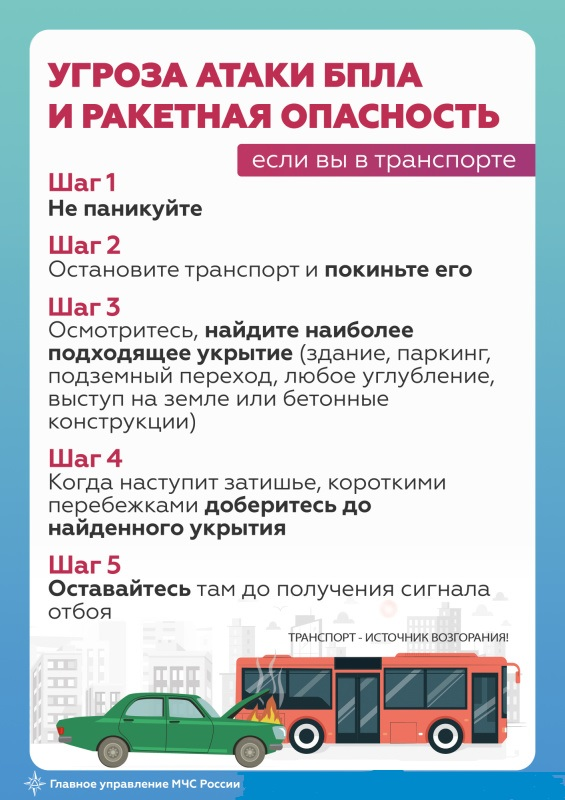 УГРОЗА АТАКИ БПЛА
И РАКЕТНАЯ ОПАСНОСТЬ
если вы в транспорте
Шаг 1
Не паникуйте
Шаг 2
Остановите транспорт и покиньте его
Шаг 3
Осмотритесь, найдите наиболее
подходящее укрытие (здание, паркинг,
подземный переход, любое углубление,
выступ на земле или бетонные
конструкции)
Шаг 4
Когда наступит затишье, короткими
перебежками доберитесь до
найденного укрытия
Шаг 5
Оставайтесь там до получения сигнала
отбоя
ТРАНСПОРТ - ИСТОЧНИК ВОЗГОРАНИЯ!
Главное управление МЧС России